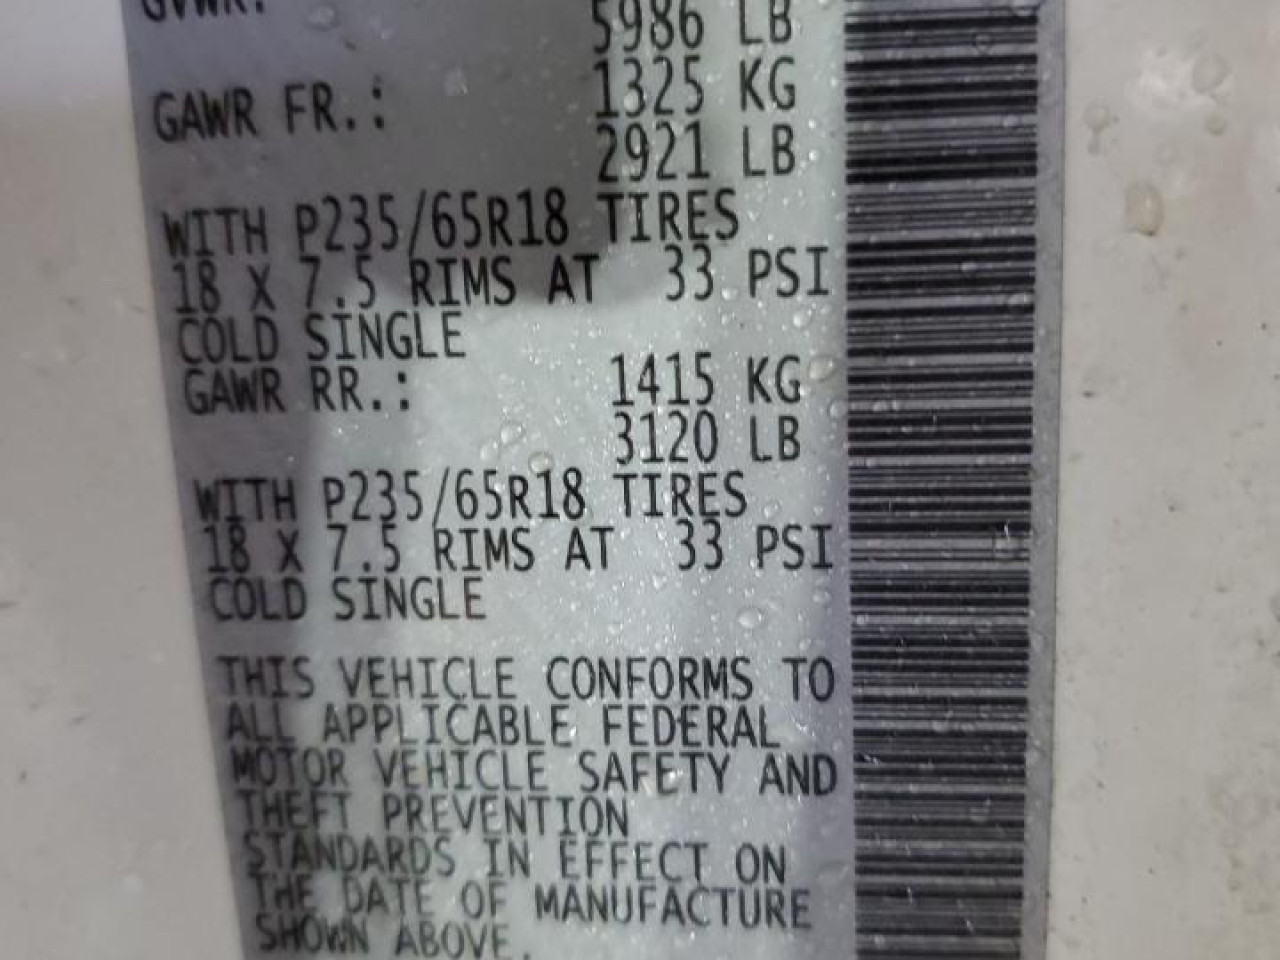 GVWR:
5986 LB
GAWR FR.: 1325 KG
2921 LB
WITH P235/65R18 TIRES
18 X 7.5 RIMS AT 33 PSI
COLD SINGLE
GAWR RR.: 1415 KG
3120 LB
WITH P235/65R18 TIRES
18 X 7.5 RIMS AT 33 PSI
COLD SINGLE
THIS VEHICLE CONFORMS TO
ALL APPLICABLE FEDERAL
MOTOR VEHICLE SAFETY AND
THEFT PREVENTION
STANDARDS IN EFFECT ON
THE DATE OF MANUFACTURE
SHOWN ABOVE.